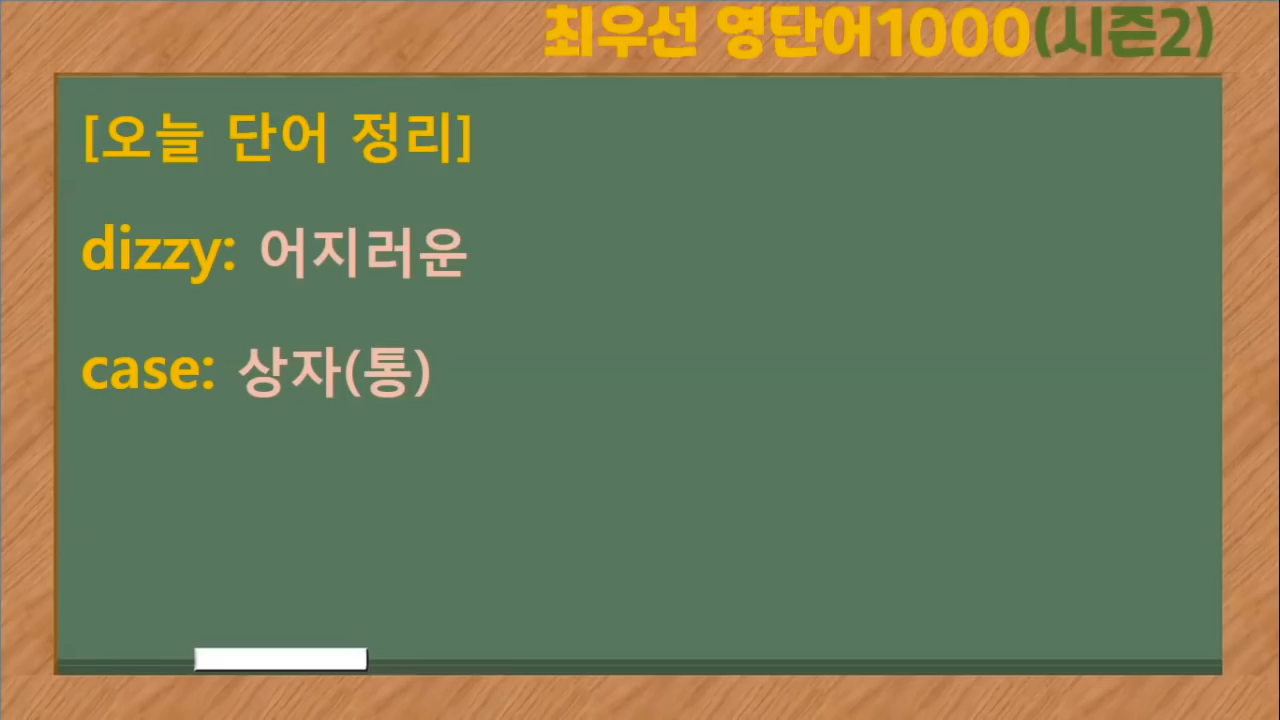 최우선 영단어1000(시즌2)
[오늘 단어 정리]
dizzy: 어지러운
case: 상자(통)